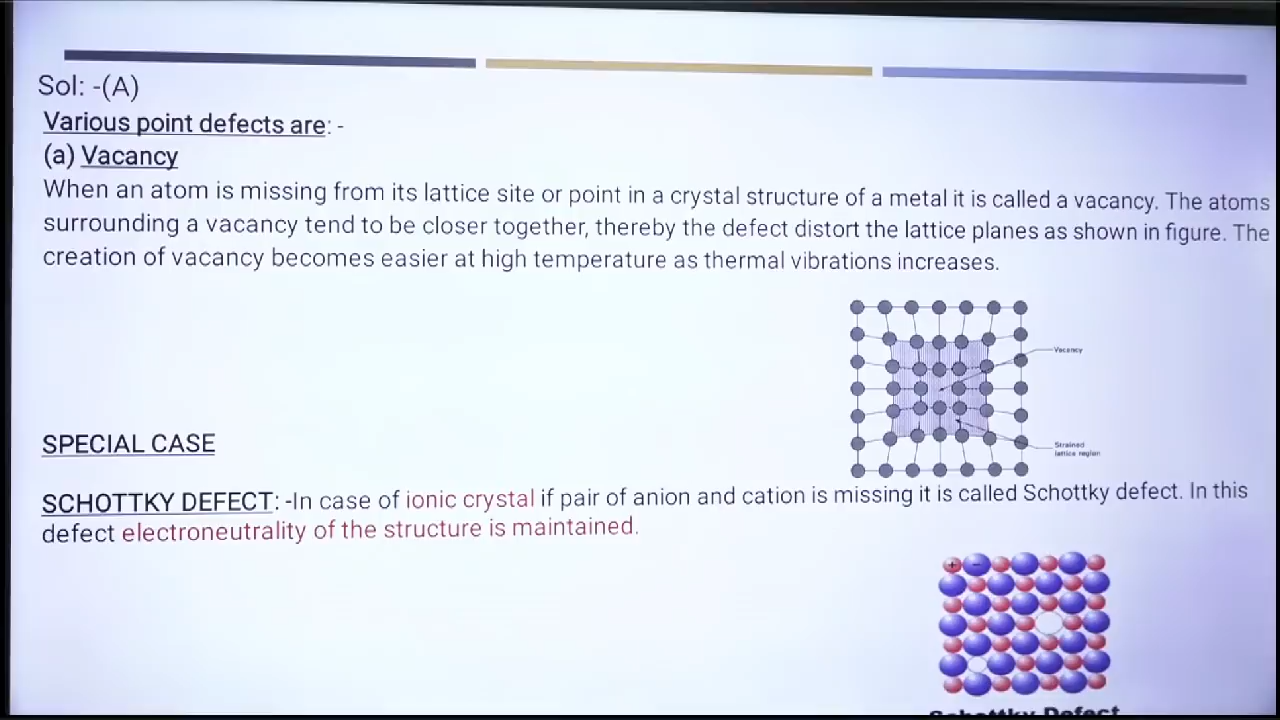 Sol: -(A)
Various point defects are: -
(a) Vacancy
When an atom is missing from its lattice site or point in a crystal structure of a metal it is called a vacancy. The atoms
surrounding a vacancy tend to be closer together, thereby the defect distort the lattice planes as shown in figure. The
creation of vacancy becomes easier at high temperature as thermal vibrations increases.
Vacancy
Strained
lattice region
SPECIAL CASE
SCHOTTKY DEFECT: -In case of ionic crystal if pair of anion and cation is missing it is called Schottky defect. In this
defect electroneutrality of the structure is maintained.
+ −
Schottky Defect